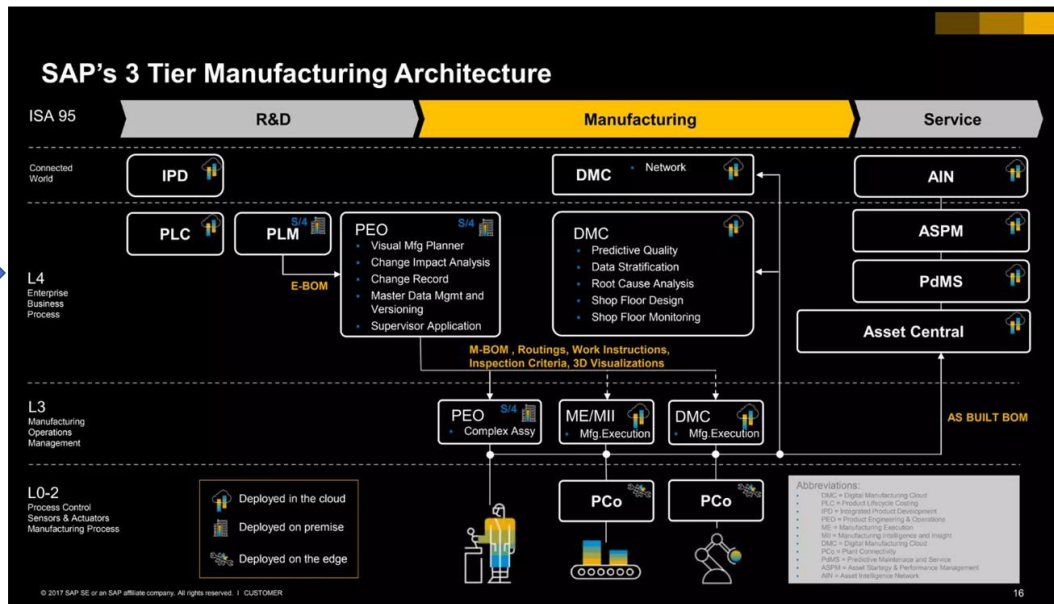 SAP's 3 Tier Manufacturing Architecture
ISA 95
R&D
Manufacturing
Service
Connected
World
IPD
DMC
• Network
AIN
L4
Enterprise
Business
Process
PLC
PLM
S/4
E-BOM
PEO
S/4
• Visual Mfg Planner
• Change Impact Analysis
• Change Record
• Master Data Mgmt and
Versioning
• Supervisor Application
DMC
• Predictive Quality
• Data Stratification
• Root Cause Analysis
• Shop Floor Design
• Shop Floor Monitoring
ASPM
PdMS
Asset Central
M-BOM , Routings, Work Instructions,
Inspection Criteria, 3D Visualizations
L3
Manufacturing
Operations
Management
PEO
S/4
• Complex Assy
ME/MII
• Mfg.Execution
DMC
• Mfg.Execution
AS BUILT BOM
L0-2
Process Control
Sensors & Actuators
Manufacturing Process
Deployed in the cloud
Deployed on premise
Deployed on the edge
PCo
PCo
Abbreviations:
• DMC = Digital Manufacturing Cloud
• PLC = Product Lifecycle Costing
• IPD = Integrated Product Development
• PEO = Product Engineering & Operations
• ME = Manufacturing Execution
• MII = Manufacturing Intelligence and Insight
• DMC = Digital Manufacturing Cloud
• PCo = Plant Connectivity
• PdMS = Predictive Maintenace and Service
• ASPM = Asset Startegy & Performance Management
• AIN = Asset Intelligence Network
© 2017 SAP SE or an SAP affiliate company. All rights reserved. I CUSTOMER
16